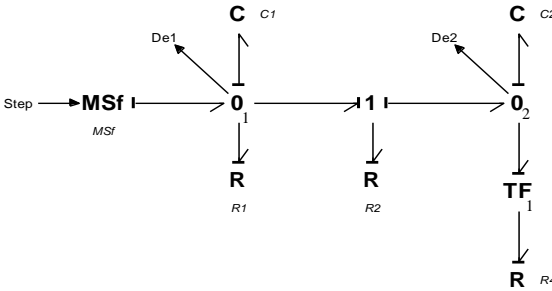 C C1
C C2
De1
De2
Step MSf 0 1 1 0 2
MSf
R R R1 R2
TF 1
R R4